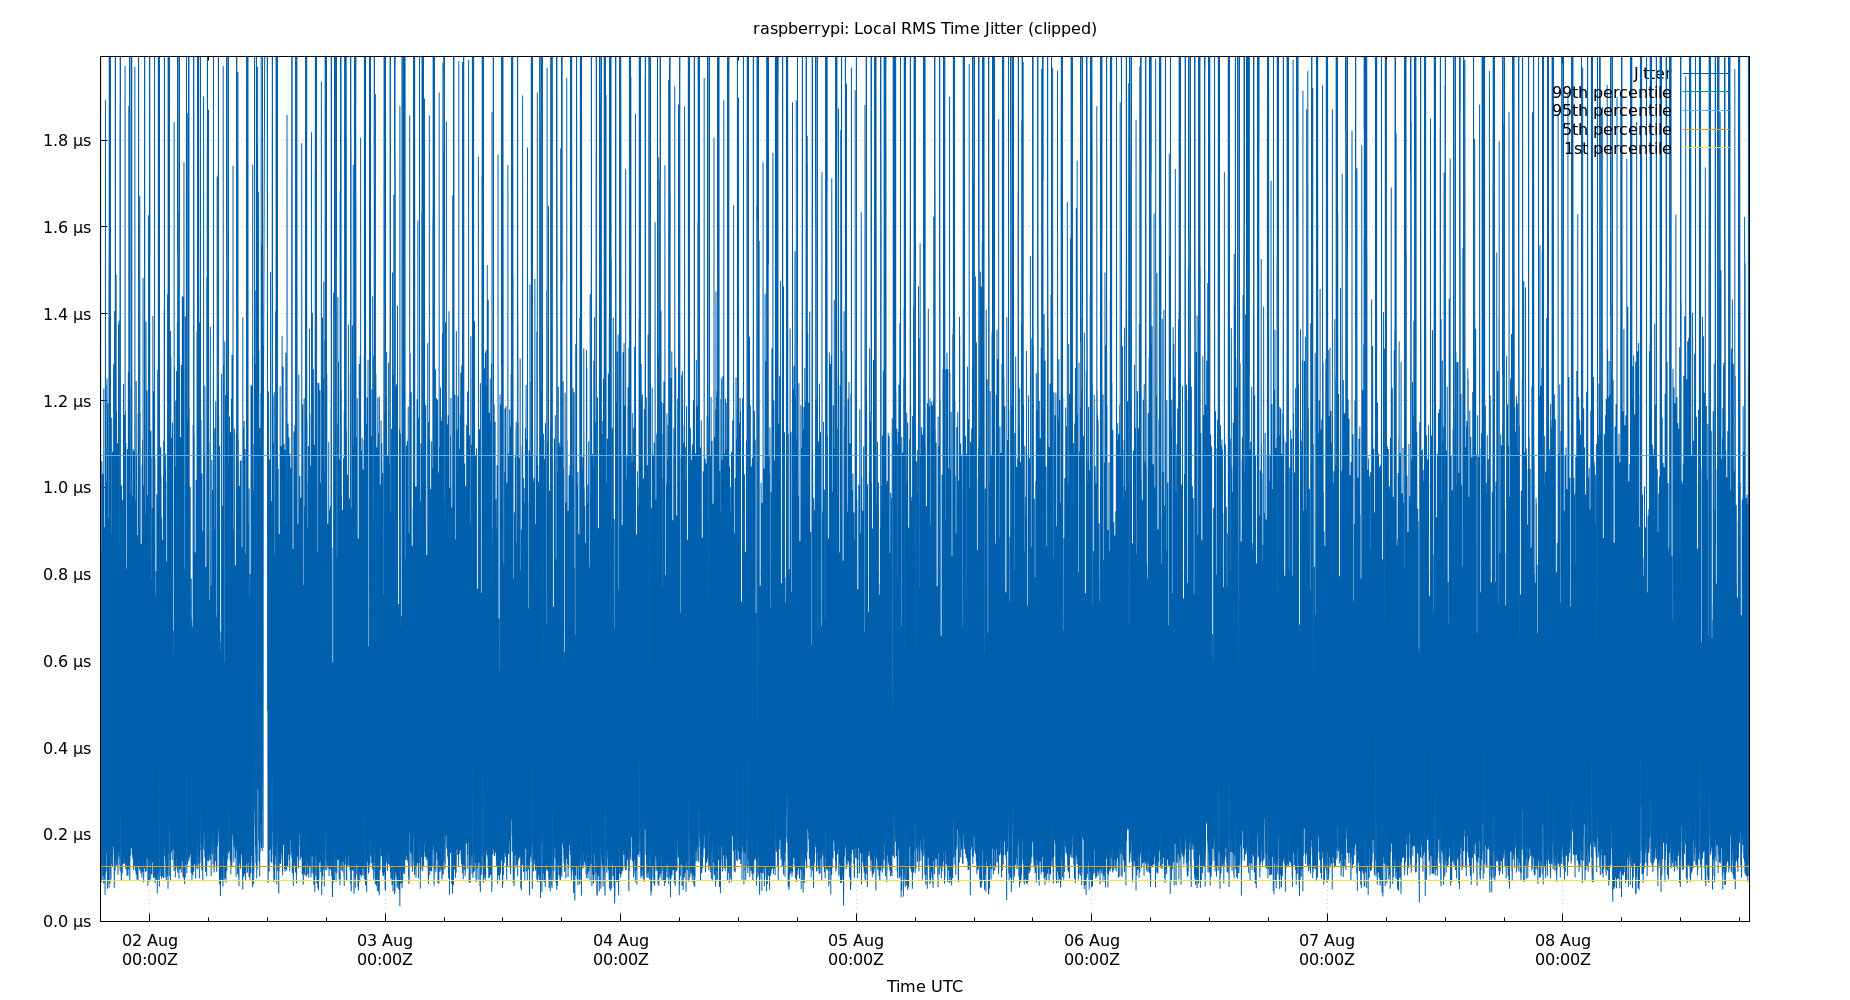 raspberrypi: Local RMS Time Jitter (clipped)
Jitter
99th percentile
95th percentile
5th percentile
1st percentile
1.8 μs
1.6 μs
1.4 μs
1.2 μs
1.0 μs
0.8 μs
0.6 μs
0.4 μs
0.2 μs
0.0 μs
02 Aug 03 Aug 04 Aug 05 Aug 06 Aug 07 Aug 08 Aug
00:00Z 00:00Z 00:00Z 00:00Z 00:00Z 00:00Z 00:00Z
Time UTC